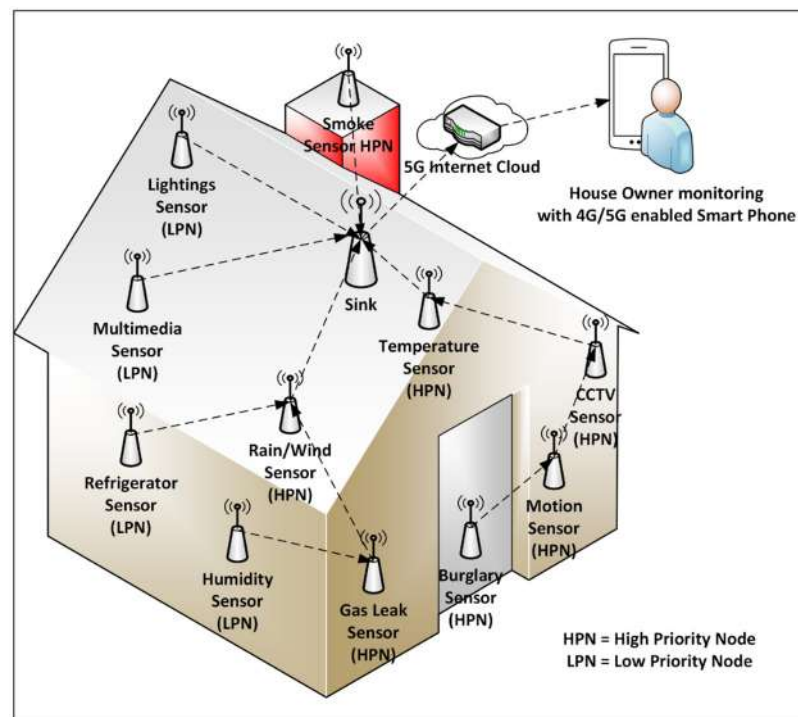 Smoke
Sensor HPN
5G Internet Cloud
House Owner monitoring
with 4G/5G enabled Smart Phone
Lightings
Sensor
(LPN)
Sink
Multimedia
Sensor
(LPN)
Temperature
Sensor
(HPN)
CCTV
Sensor
(HPN)
Refrigerator
Sensor
(LPN)
Rain/Wind
Sensor
(HPN)
Motion
Sensor
(HPN)
Humidity
Sensor
(LPN)
Gas Leak
Sensor
(HPN)
Burglary
Sensor
(HPN)
HPN = High Priority Node
LPN = Low Priority Node